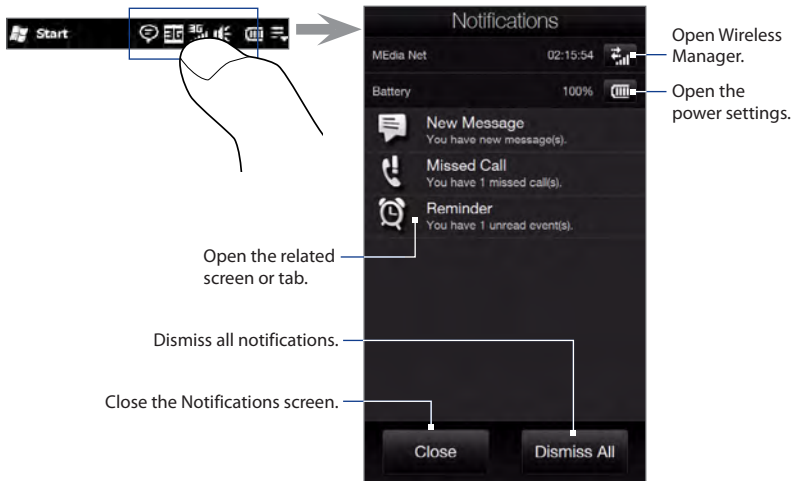 Start
3G
Notifications
MEdia Net 02:15:54
Battery 100%
New Message
You have new message(s).
Missed Call
You have 1 missed call(s).
Reminder
You have 1 unread event(s).
Close Dismiss All
Open Wireless
Manager.
Open the
power settings.
Open the related
screen or tab.
Dismiss all notifications.
Close the Notifications screen.